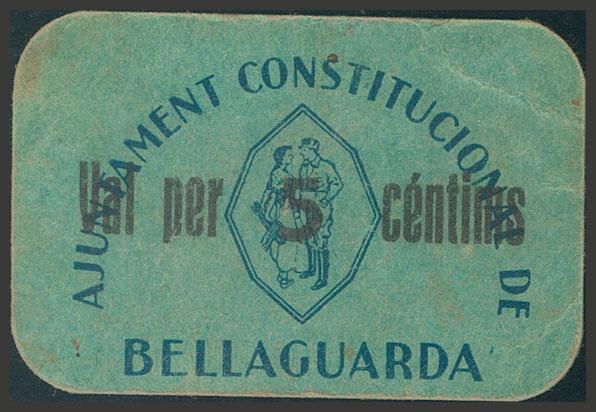 AJUNTAMENT CONSTITUCIONAL DE
Val per 5 céntims
BELLAGUARDA